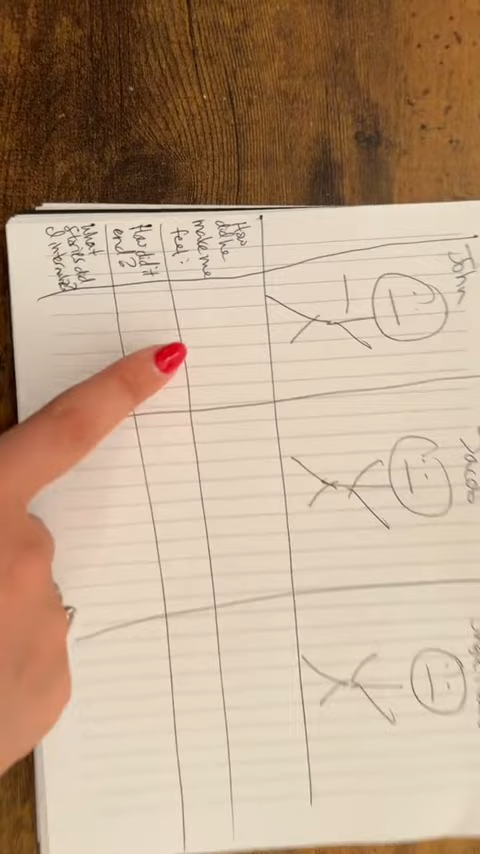 John
Jacob
How
did he
make me
feel?
How did it
end?
What
stories did
I internalize?